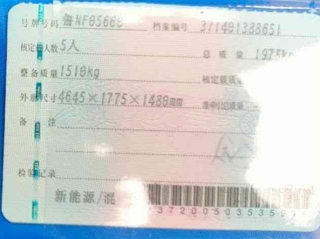 号牌号码 鲁NF0566D 档案编号 371401388651
核定载人数 5人 总质量 1975kg
整备质量 1510kg 核定载质量
外廓尺寸 4645×1775×1480mm 准牵引总质量
备注
检验记录
新能源/混